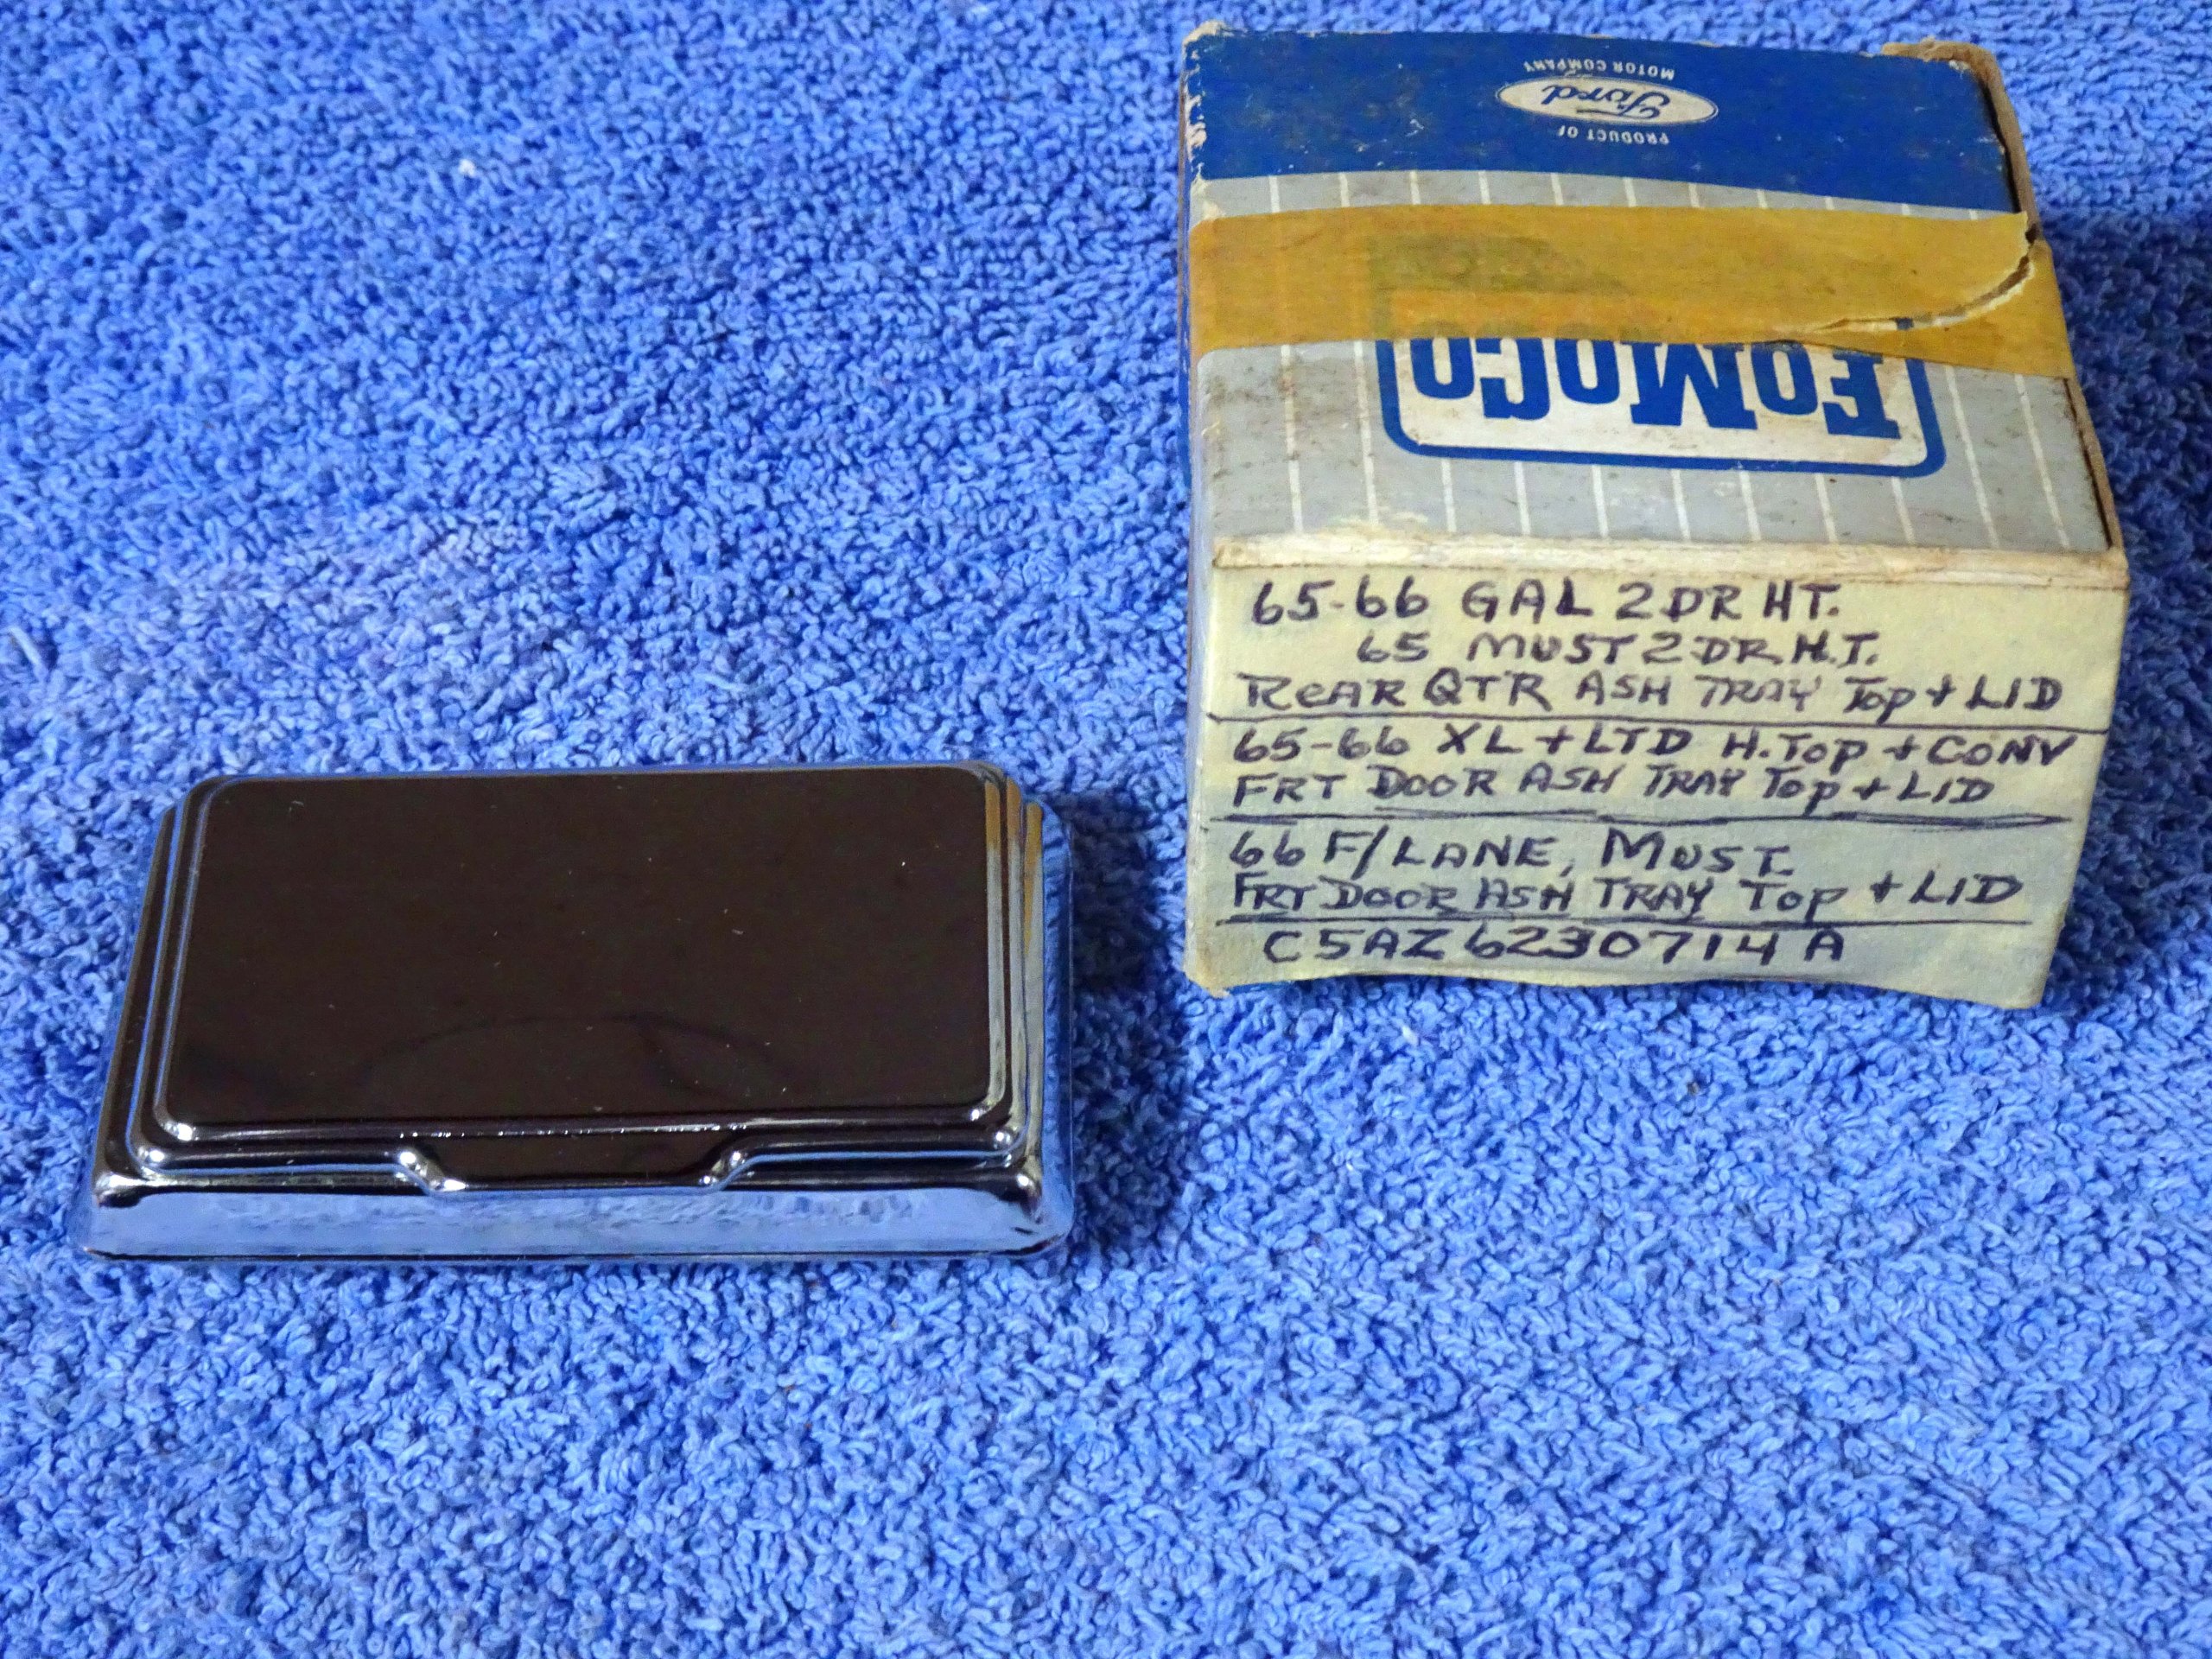 PRODUCT OF
Ford
MOTOR COMPANY
FoMoCo
65-66 GAL 2DR HT.
65 MUST 2 DR H.T.
ReAR QTR ASH TRAY Top + LID
65-66 XL + LTD H.Top + CONV
FRT DOOR ASH TRAY Top + LID
66 F/LANE, MUST.
FRT DOOR ASH TRAY Top + LID
C5AZ 6230714 A